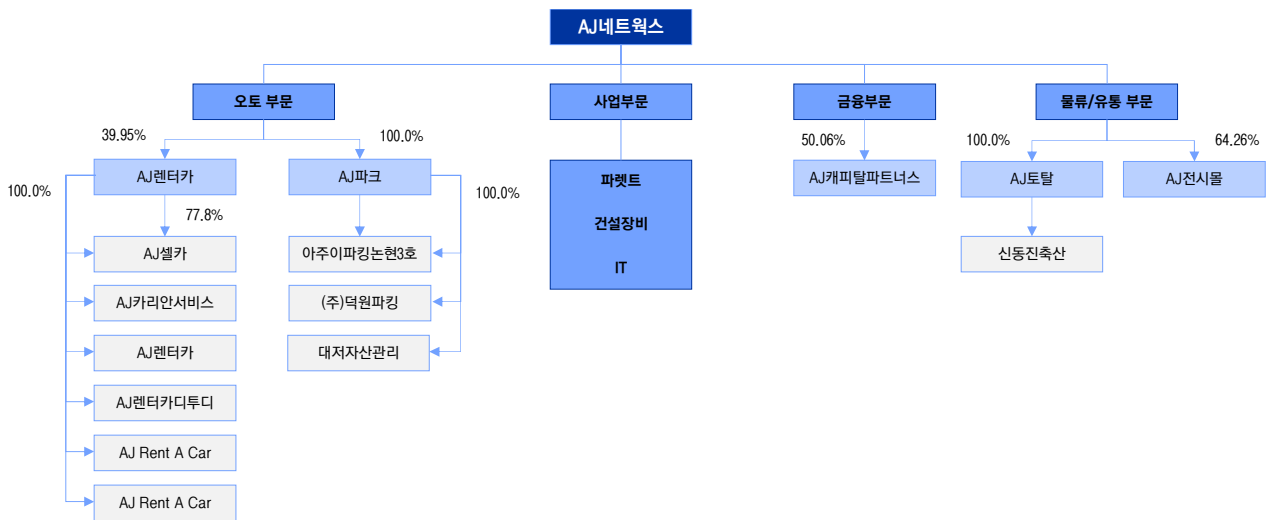 AJ네트웍스
오토 부문
사업부문
금융부문
물류/유통 부문
39.95%
100.0%
50.06%
100.0%
64.26%
100.0%
AJ렌터카
AJ파크
100.0%
파렛트
건설장비
IT
AJ캐피탈파트너스
AJ토탈
AJ전시몰
77.8%
AJ셀카
아주이파킹논현3호
신동진축산
AJ카리안서비스
(주)덕원파킹
AJ렌터카
대저자산관리
AJ렌터카디투디
AJ Rent A Car
AJ Rent A Car